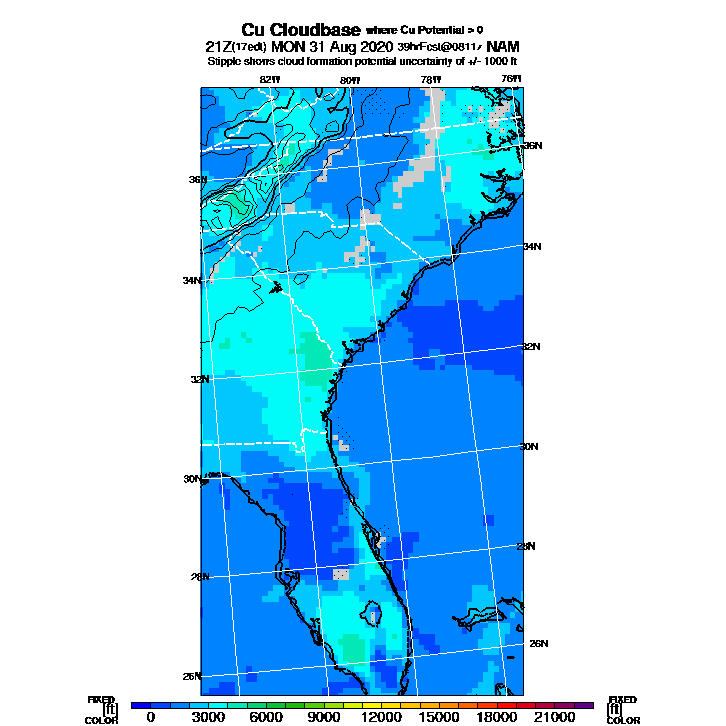 Cu Cloudbase where Cu Potential > 0
21Z(17edt) MON 31 Aug 2020 39hrFcst@0811z NAM
Stipple shows cloud formation potential uncertainty of +/- 1000 ft
82W 80W 78W 76W
36N
36N
34N
34N
32N
32N
30N
30N
28N
28N
26N
26N
FIXED FIXED
[ft] [ft]
COLOR COLOR
0 3000 6000 9000 12000 15000 18000 21000